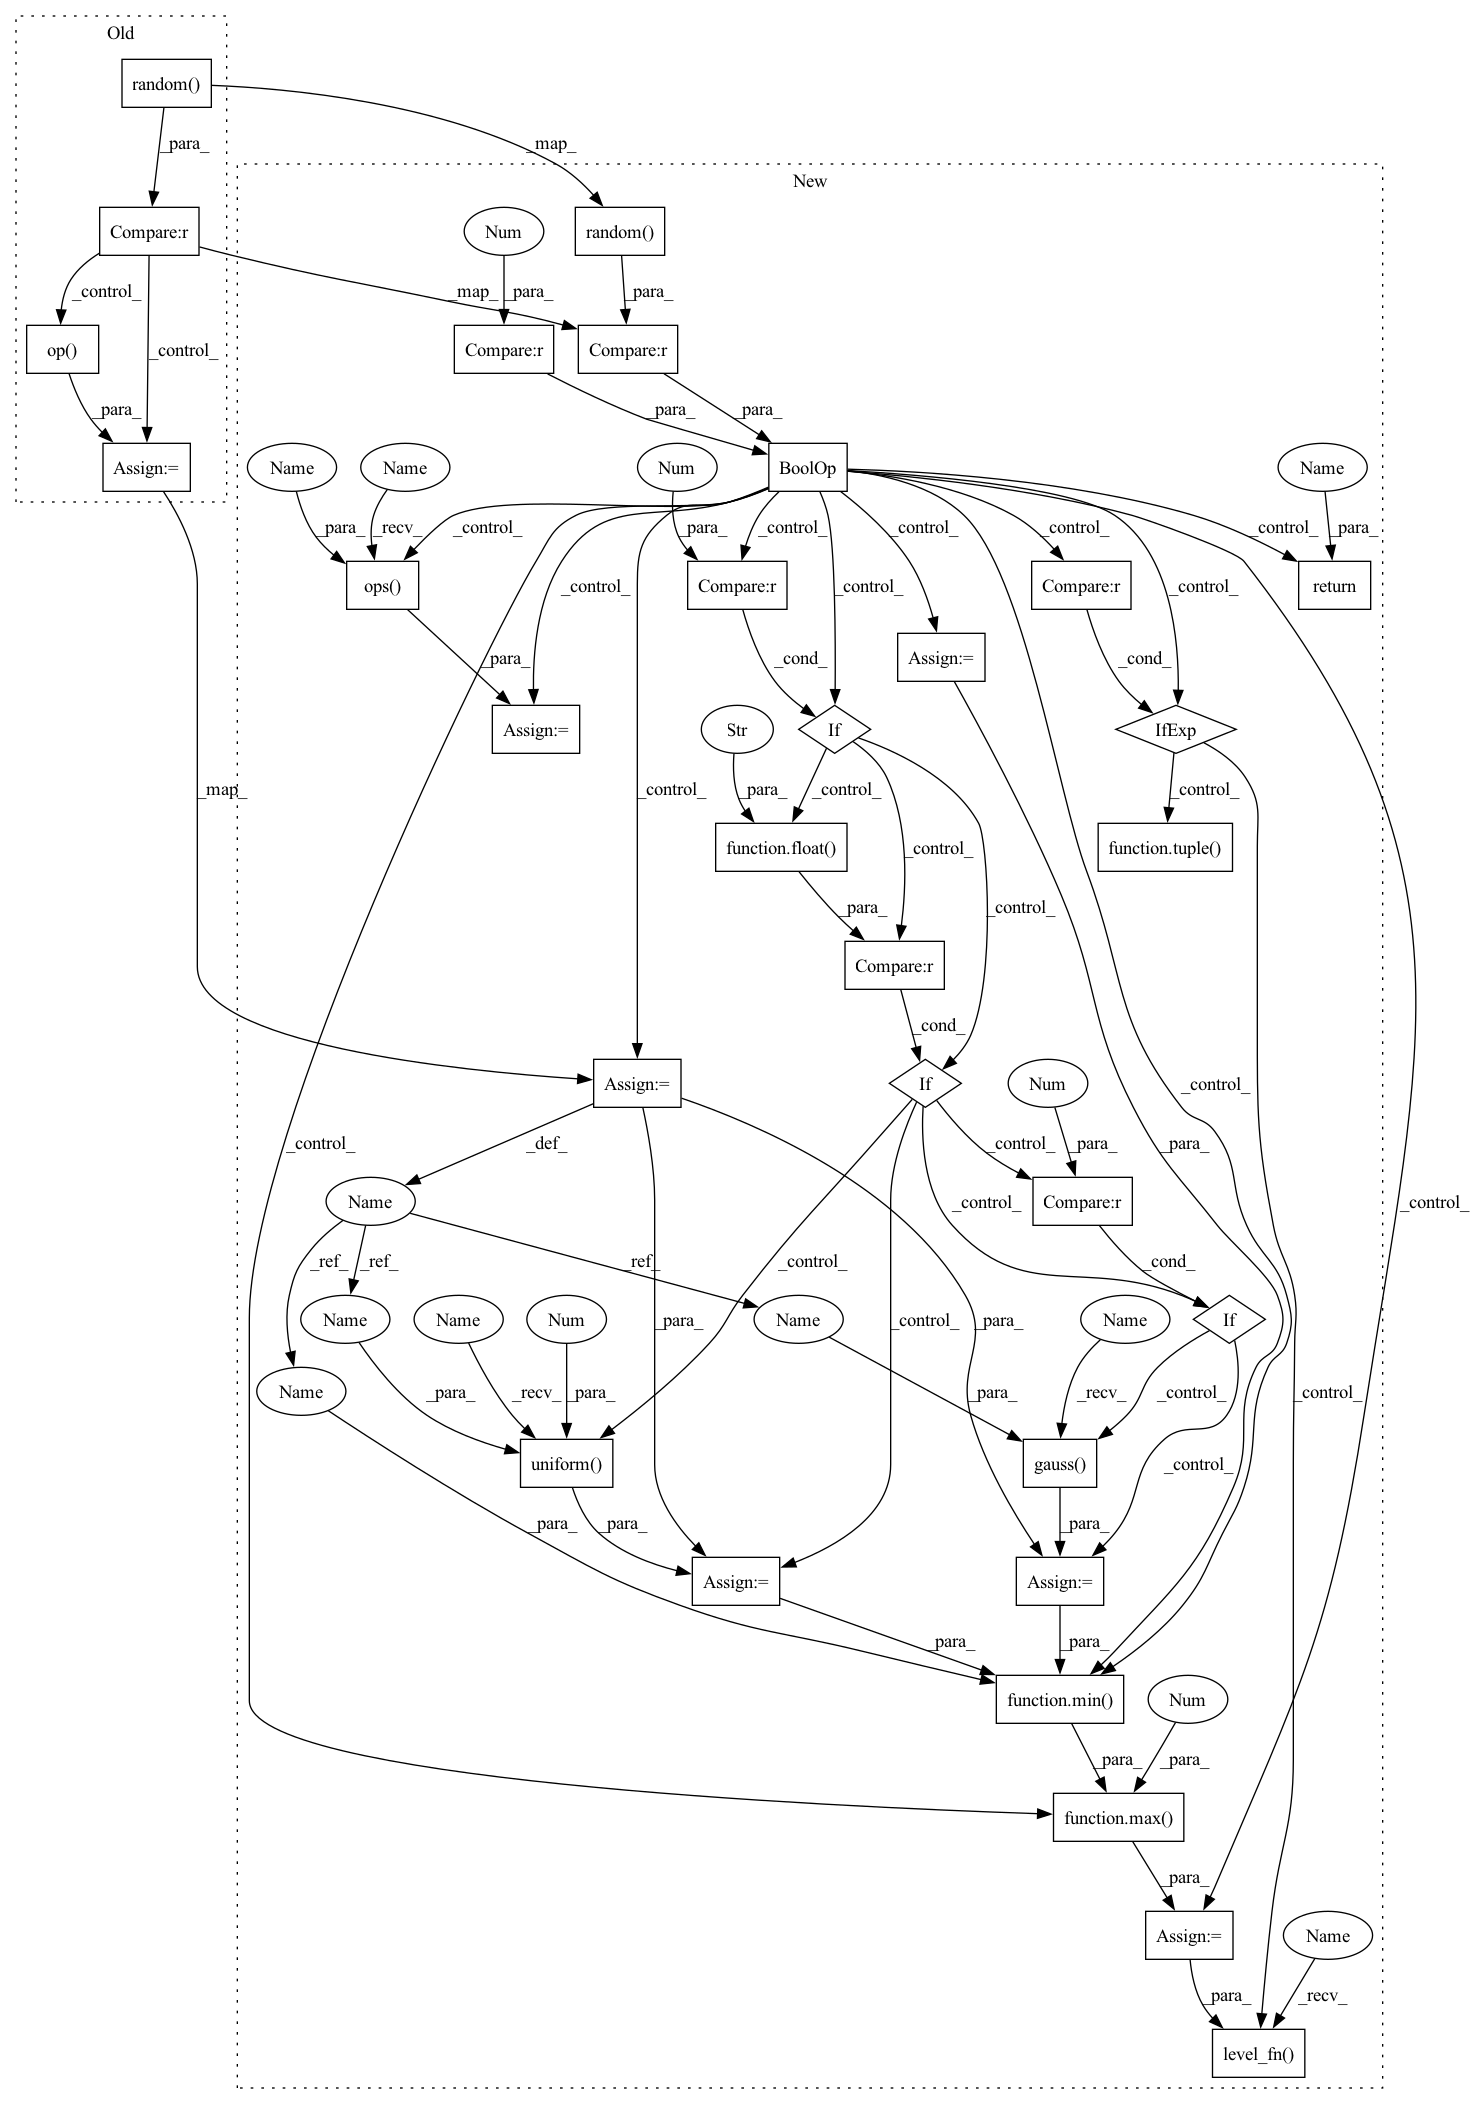 Old
random()
_para_
_map_
New
Compare:r
Num
random()
_control_
_map_
_para_
_para_
op()
_control_
Compare:r
Compare:r
_para_
_para_
_para_
Assign:=
Name
Name
Num
BoolOp
Name
_para_
_recv_
_control_
_para_
_control_
_control_
_control_
_control_
_control_
_control_
_para_
ops()
_control_
Compare:r
Compare:r
return
_para_
_cond_
Assign:=
_cond_
Assign:=
Str
If
IfExp
_map_
_control_
_para_
_control_
_control_
function.float()
_control_
function.tuple()
_para_
_control_
Compare:r
_cond_
Assign:=
If
Num
_control_
_control_
_def_
_control_
_para_
_para_
Name
_control_
Compare:r
_control_
_ref_
_ref_
_ref_
_control_
_cond_
Name
Name
Num
_para_
Name
_control_
Name
If
Name
_para_
_recv_
_para_
_para_
_recv_
_control_
_control_
uniform()
gauss()
_control_
_para_
_para_
_para_
Assign:=
Assign:=
_para_
_para_
function.min()
Num
_para_
_para_
function.max()
_para_
Assign:=
Name
_para_
_recv_
level_fn()